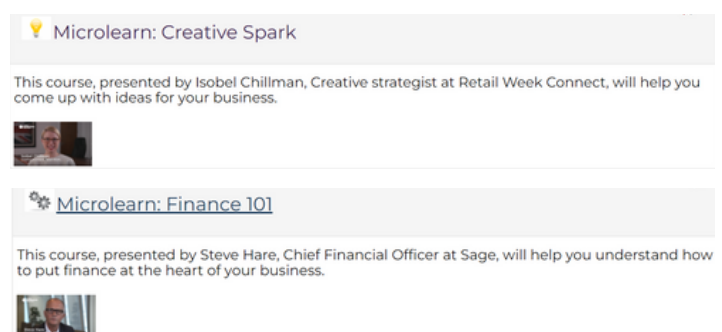 Microlearn: Creative Spark
This course, presented by Isobel Chillman, Creative strategist at Retail Week Connect, will help you
come up with ideas for your business.
Microlearn: Finance 101
This course, presented by Steve Hare, Chief Financial Officer at Sage, will help you understand how
to put finance at the heart of your business.